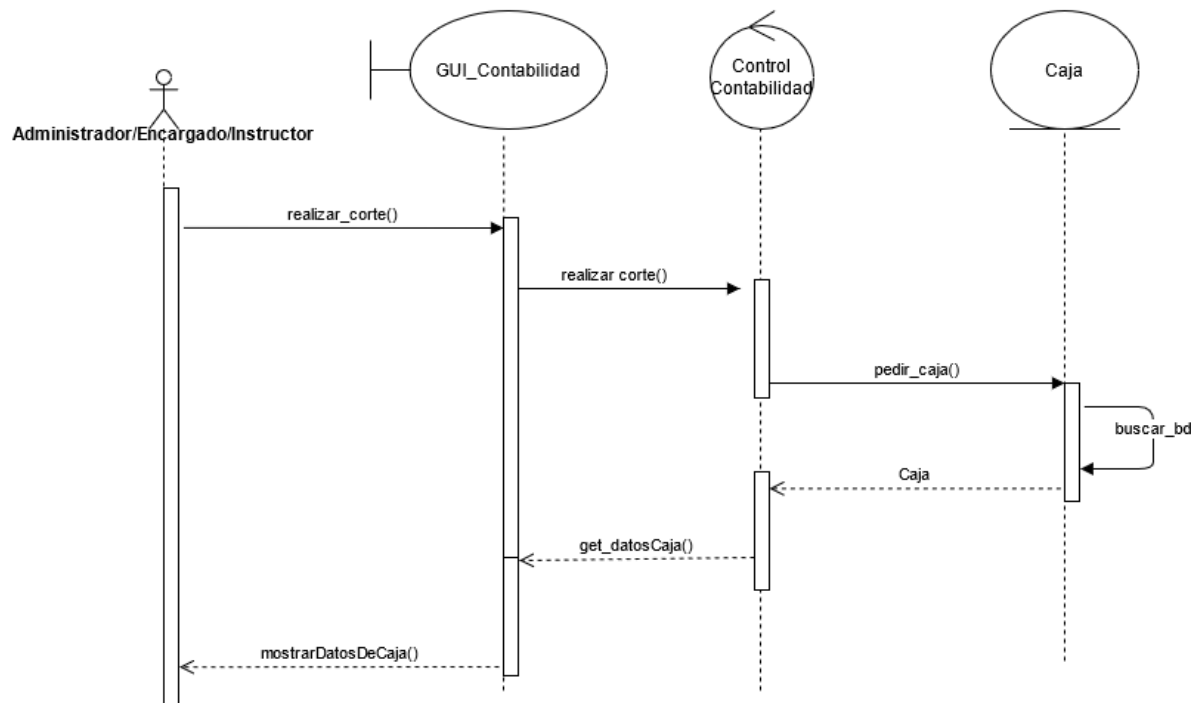 GUI_Contabilidad
Control
Contabilidad
Caja
Administrador/Encargado/Instructor
realizar_corte()
realizar corte()
pedir_caja()
buscar_bd
Caja
get_datosCaja()
mostrarDatosDeCaja()